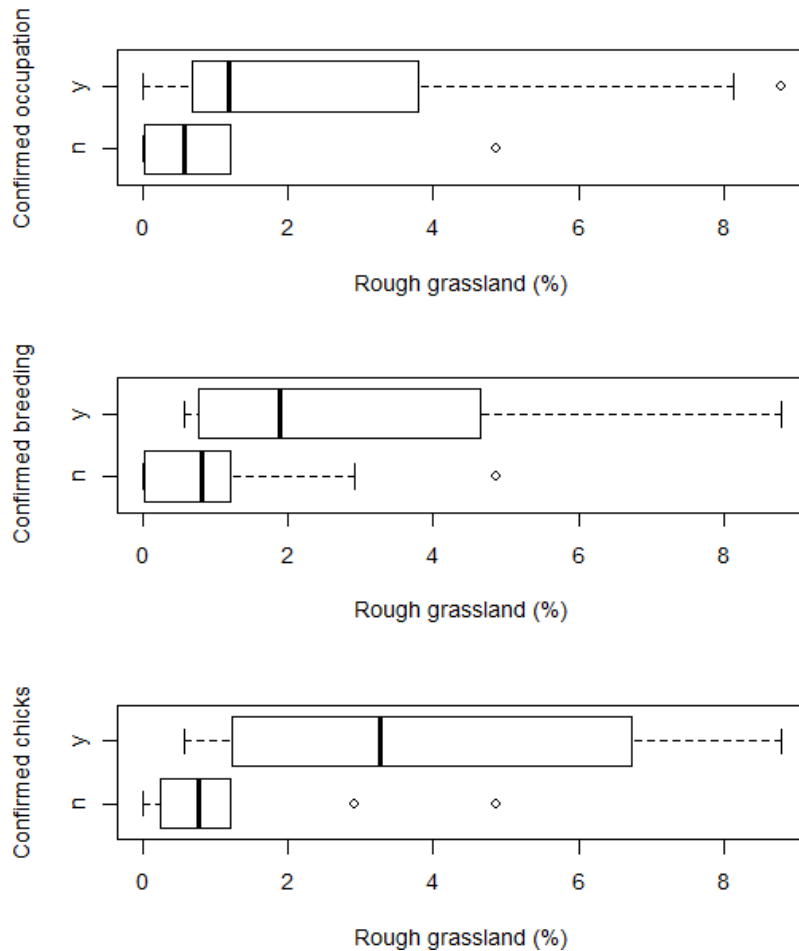 Confirmed occupation
y
n
0 2 4 6 8
Rough grassland (%)
Confirmed breeding
y
n
0 2 4 6 8
Rough grassland (%)
Confirmed chicks
y
n
0 2 4 6 8
Rough grassland (%)